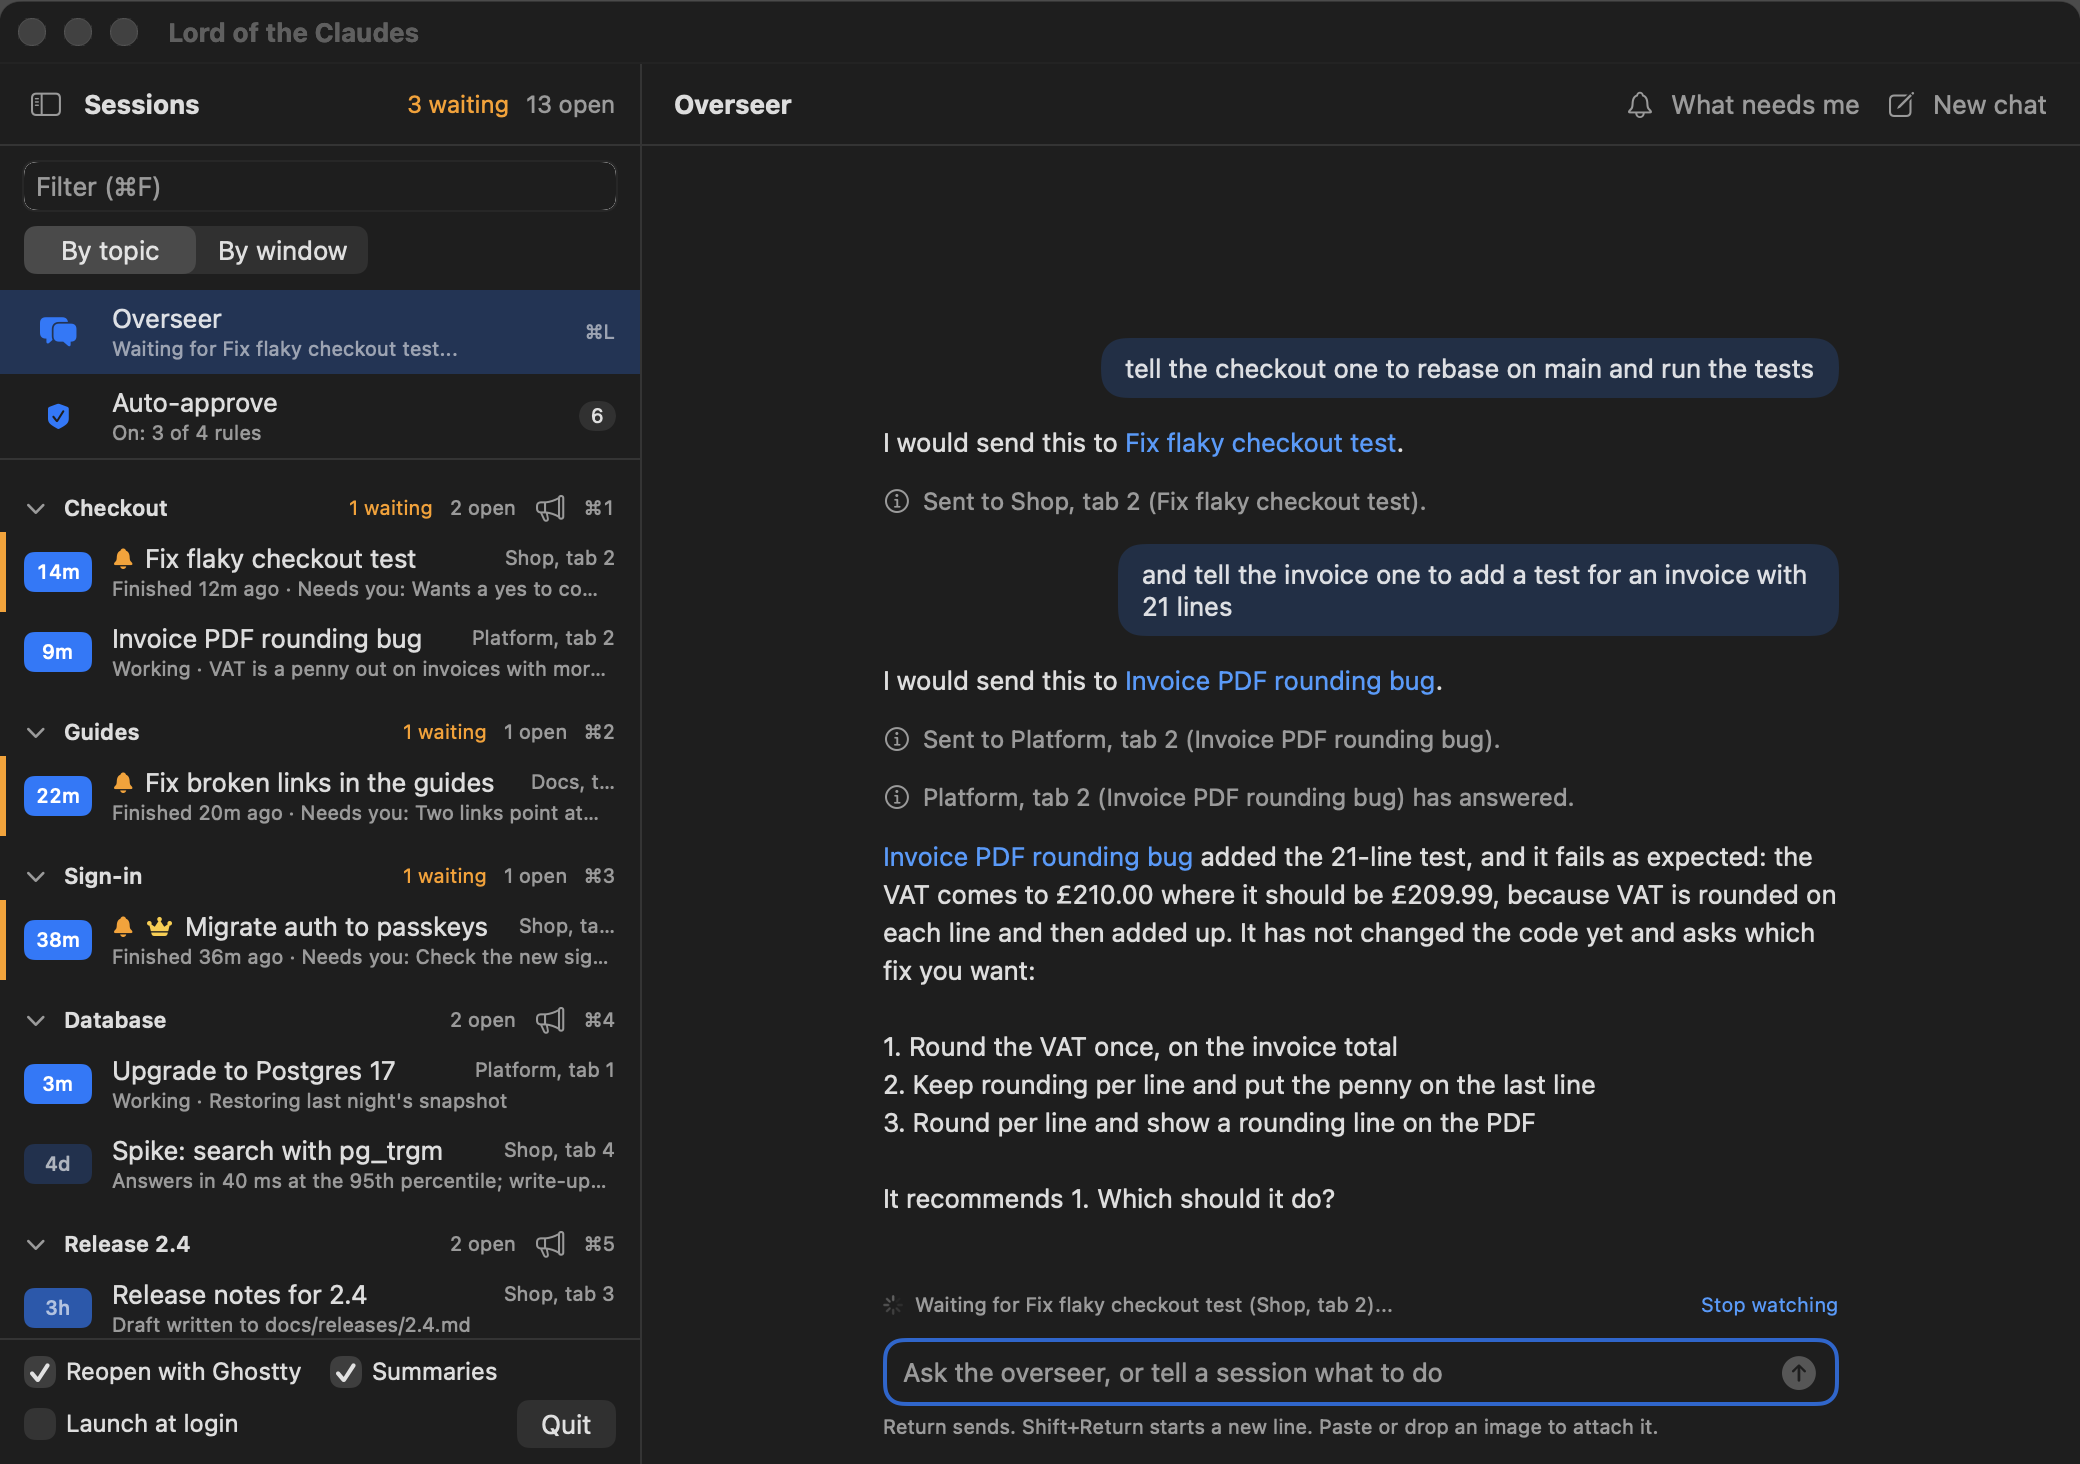 Lord of the Claudes
Sessions 3 waiting 13 open
Filter (⌘F)
By topic By window
Overseer ⌘L
Waiting for Fix flaky checkout test...
Auto-approve 6
On: 3 of 4 rules
Checkout 1 waiting 2 open ⌘1
14m Fix flaky checkout test Shop, tab 2
Finished 12m ago · Needs you: Wants a yes to co...
9m Invoice PDF rounding bug Platform, tab 2
Working · VAT is a penny out on invoices with mor...
Guides 1 waiting 1 open ⌘2
22m Fix broken links in the guides Docs, t...
Finished 20m ago · Needs you: Two links point at...
Sign-in 1 waiting 1 open ⌘3
38m Migrate auth to passkeys Shop, ta...
Finished 36m ago · Needs you: Check the new sig...
Database 2 open ⌘4
3m Upgrade to Postgres 17 Platform, tab 1
Working · Restoring last night's snapshot
4d Spike: search with pg_trgm Shop, tab 4
Answers in 40 ms at the 95th percentile; write-up...
Release 2.4 2 open ⌘5
3h Release notes for 2.4 Shop, tab 3
Draft written to docs/releases/2.4.md
Reopen with Ghostty Summaries
Launch at login Quit
Overseer What needs me New chat
tell the checkout one to rebase on main and run the tests
I would send this to Fix flaky checkout test.
Sent to Shop, tab 2 (Fix flaky checkout test).
and tell the invoice one to add a test for an invoice with
21 lines
I would send this to Invoice PDF rounding bug.
Sent to Platform, tab 2 (Invoice PDF rounding bug).
Platform, tab 2 (Invoice PDF rounding bug) has answered.
Invoice PDF rounding bug added the 21-line test, and it fails as expected: the
VAT comes to £210.00 where it should be £209.99, because VAT is rounded on
each line and then added up. It has not changed the code yet and asks which
fix you want:
1. Round the VAT once, on the invoice total
2. Keep rounding per line and put the penny on the last line
3. Round per line and show a rounding line on the PDF
It recommends 1. Which should it do?
Waiting for Fix flaky checkout test (Shop, tab 2)... Stop watching
Ask the overseer, or tell a session what to do
Return sends. Shift+Return starts a new line. Paste or drop an image to attach it.